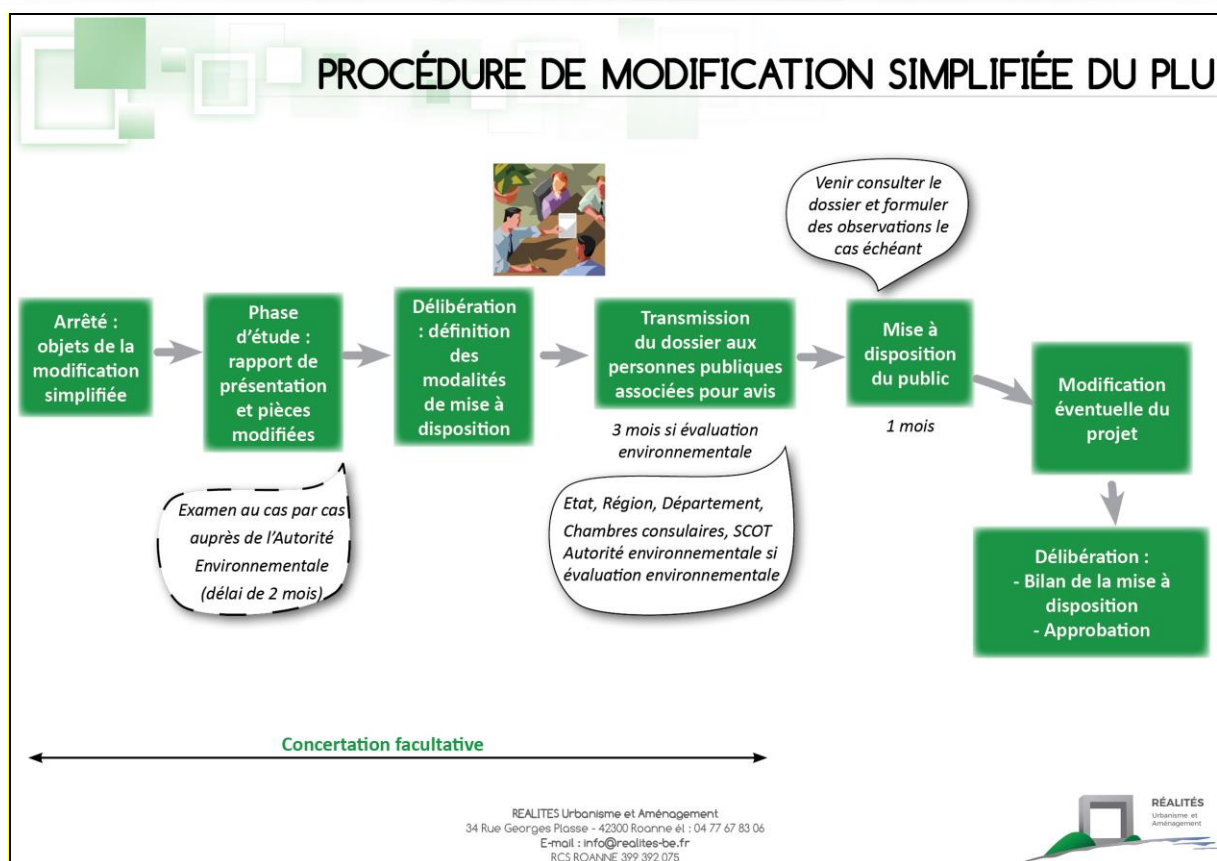 PROCÉDURE DE MODIFICATION SIMPLIFIÉE DU PLU
Venir consulter le
dossier et formuler
des observations le
cas échéant
Arrêté :
objets de la
modification
simplifiée
Phase
d’étude :
rapport de
présentation
et pièces
modifiées
Délibération
: définition
des
modalités
de mise à
disposition
Transmission
du dossier aux
personnes publiques
associées pour avis
Mise à
disposition
du public
Modification
éventuelle du
projet
3 mois si évaluation
environnementale
1 mois
Examen au cas par cas
auprès de l’Autorité
Environnementale
(délai de 2 mois)
Etat, Région, Département,
Chambres consulaires, SCOT
Autorité environnementale si
évaluation environnementale
Délibération :
- Bilan de la mise à
disposition
- Approbation
Concertation facultative
REALITES Urbanisme et Aménagement
34 Rue Georges Plasse - 42300 Roanne él : 04 77 67 83 06
E-mail : info@realites-be.fr
RCS ROANNE 399 392 075
RÉALITÉS
Urbanisme et
Aménagement